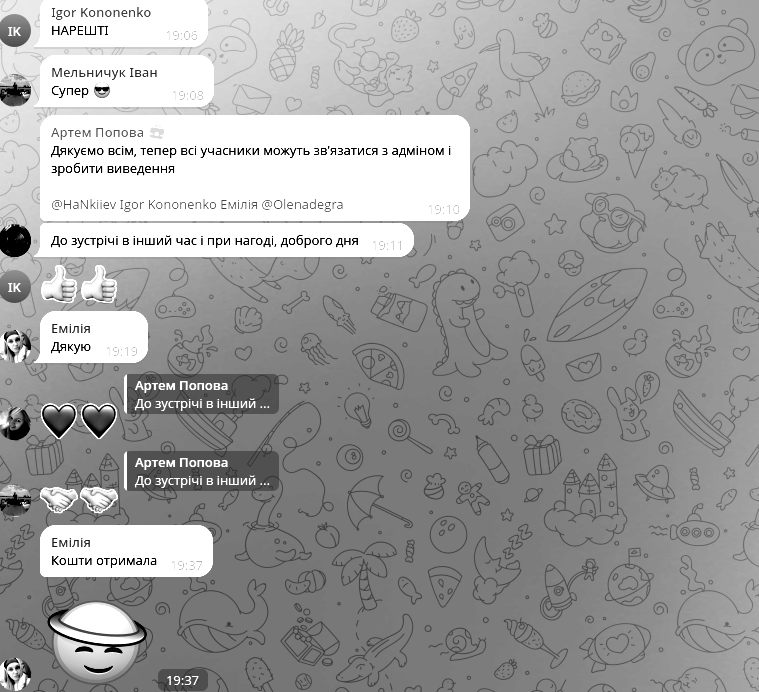 Igor Kononenko
IK
НАРЕШТІ 19:06
Мельничук Іван
Супер 😎 19:08
Артем Попова
Дякуємо всім, тепер всі учасники можуть зв'язатися з адміном і
зробити виведення
@HaNkiiev Igor Kononenko Емілія @Olenadegra 19:10
До зустрічі в інший час і при нагоді, доброго дня 19:11
IK
Емілія
Дякую 19:19
Артем Попова
До зустрічі в інший ...
Артем Попова
До зустрічі в інший ...
Емілія
Кошти отримала 19:37
19:37